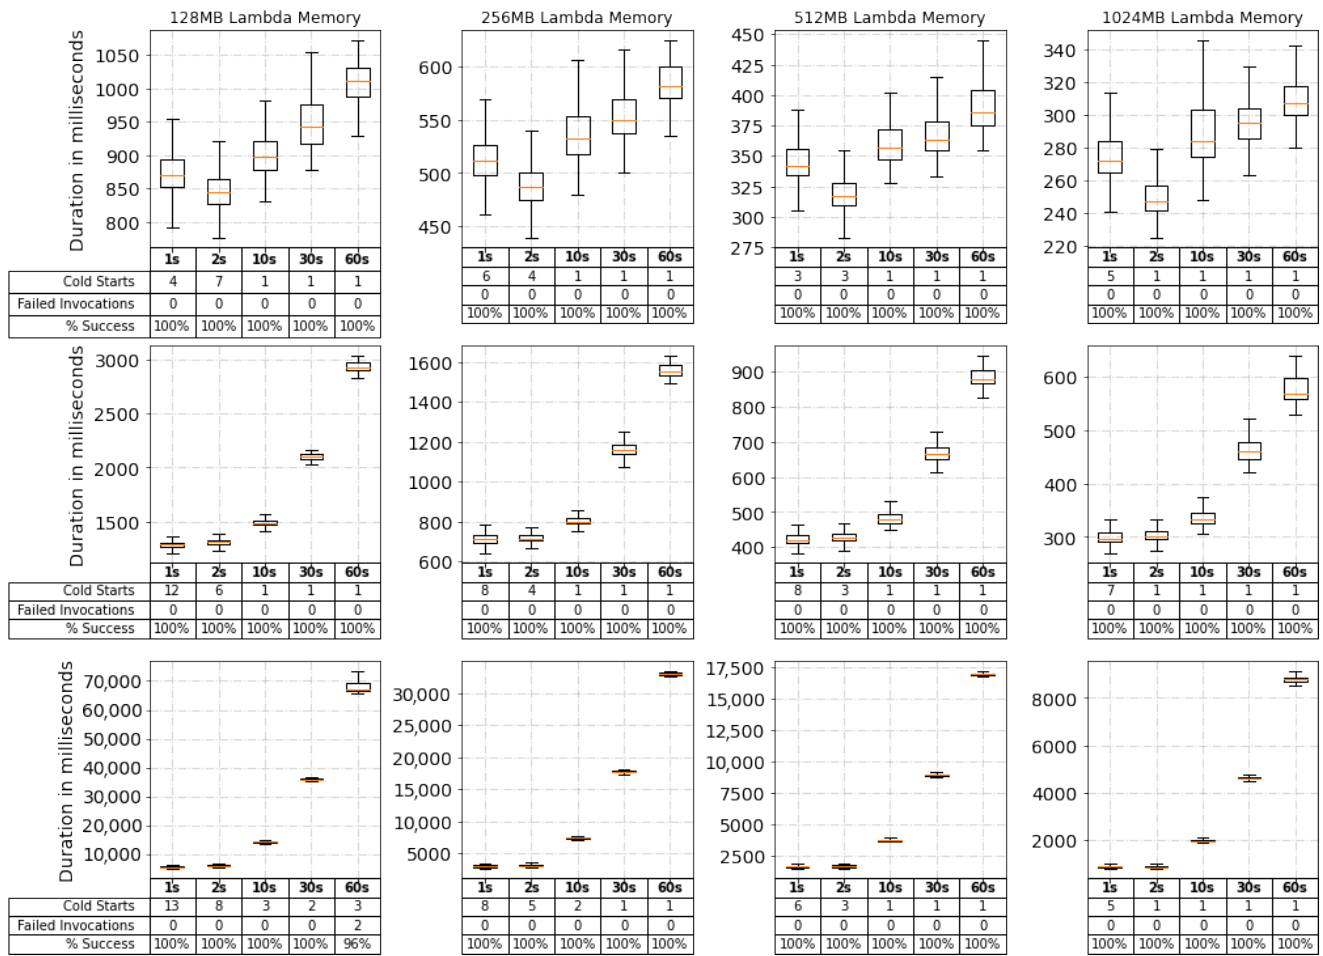 128MB Lambda Memory
256MB Lambda Memory
512MB Lambda Memory
1024MB Lambda Memory
Duration in milliseconds
1050
1000
950
900
850
800
600
550
500
450
450
425
400
375
350
325
300
275
340
320
300
280
260
240
220
1s 2s 10s 30s 60s
1s 2s 10s 30s 60s
1s 2s 10s 30s 60s
1s 2s 10s 30s 60s
Cold Starts 4 7 1 1 1
6 4 1 1 1
3 3 1 1 1
5 1 1 1 1
Failed Invocations 0 0 0 0 0
0 0 0 0 0
0 0 0 0 0
0 0 0 0 0
% Success 100% 100% 100% 100% 100%
100% 100% 100% 100% 100%
100% 100% 100% 100% 100%
100% 100% 100% 100% 100%
Duration in milliseconds
3000
2500
2000
1500
1600
1400
1200
1000
800
600
900
800
700
600
500
400
600
500
400
300
1s 2s 10s 30s 60s
1s 2s 10s 30s 60s
1s 2s 10s 30s 60s
1s 2s 10s 30s 60s
Cold Starts 12 6 1 1 1
8 4 1 1 1
8 3 1 1 1
7 1 1 1 1
Failed Invocations 0 0 0 0 0
0 0 0 0 0
0 0 0 0 0
0 0 0 0 0
% Success 100% 100% 100% 100% 100%
100% 100% 100% 100% 100%
100% 100% 100% 100% 100%
100% 100% 100% 100% 100%
Duration in milliseconds
70,000
60,000
50,000
40,000
30,000
20,000
10,000
30,000
25,000
20,000
15,000
10,000
5000
17,500
15,000
12,500
10,000
7500
5000
2500
8000
6000
4000
2000
1s 2s 10s 30s 60s
1s 2s 10s 30s 60s
1s 2s 10s 30s 60s
1s 2s 10s 30s 60s
Cold Starts 13 8 3 2 3
8 5 2 1 1
6 3 1 1 1
5 1 1 1 1
Failed Invocations 0 0 0 0 2
0 0 0 0 0
0 0 0 0 0
0 0 0 0 0
% Success 100% 100% 100% 100% 96%
100% 100% 100% 100% 100%
100% 100% 100% 100% 100%
100% 100% 100% 100% 100%